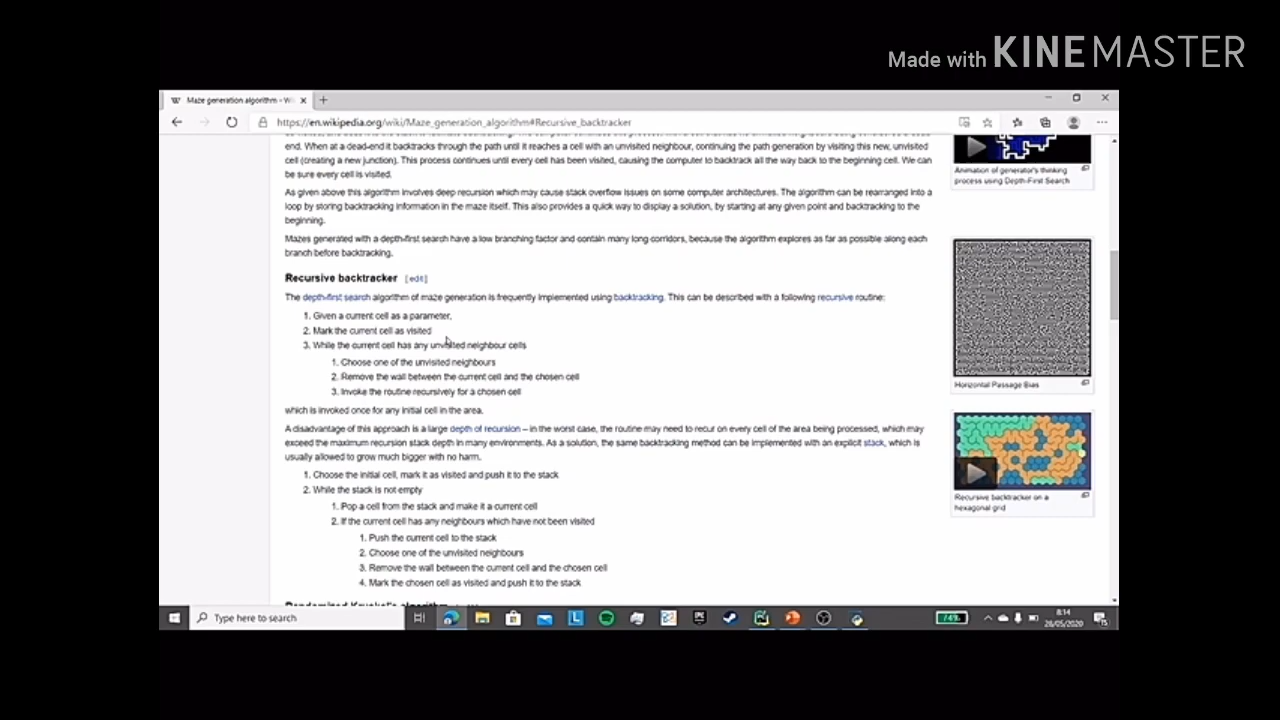 Made with KINEMASTER
Maze generation algorithm - Wi
https://en.wikipedia.org/wiki/Maze_generation_algorithm#Recursive_backtracker
end. When at a dead-end it backtracks through the path until it reaches a cell with an unvisited neighbour, continuing the path generation by visiting this new, unvisited
cell (creating a new junction). This process continues until every cell has been visited, causing the computer to backtrack all the way back to the beginning cell. We can
be sure every cell is visited.
As given above this algorithm involves deep recursion which may cause stack overflow issues on some computer architectures. The algorithm can be rearranged into a
loop by storing backtracking information in the maze itself. This also provides a quick way to display a solution, by starting at any given point and backtracking to the
beginning.
Mazes generated with a depth-first search have a low branching factor and contain many long corridors, because the algorithm explores as far as possible along each
branch before backtracking.
Recursive backtracker [edit]
The depth-first search algorithm of maze generation is frequently implemented using backtracking. This can be described with a following recursive routine:
1. Given a current cell as a parameter,
2. Mark the current cell as visited
3. While the current cell has any unvisited neighbour cells
1. Choose one of the unvisited neighbours
2. Remove the wall between the current cell and the chosen cell
3. Invoke the routine recursively for a chosen cell
which is invoked once for any initial cell in the area.
A disadvantage of this approach is a large depth of recursion – in the worst case, the routine may need to recur on every cell of the area being processed, which may
exceed the maximum recursion stack depth in many environments. As a solution, the same backtracking method can be implemented with an explicit stack, which is
usually allowed to grow much bigger with no harm.
1. Choose the initial cell, mark it as visited and push it to the stack
2. While the stack is not empty
1. Pop a cell from the stack and make it a current cell
2. If the current cell has any neighbours which have not been visited
1. Push the current cell to the stack
2. Choose one of the unvisited neighbours
3. Remove the wall between the current cell and the chosen cell
4. Mark the chosen cell as visited and push it to the stack
Animation of generator's thinking
process using Depth-First Search
Horizontal Passage Bias
Recursive backtracker on a
hexagonal grid
Type here to search
74%
8:14
28/05/2020